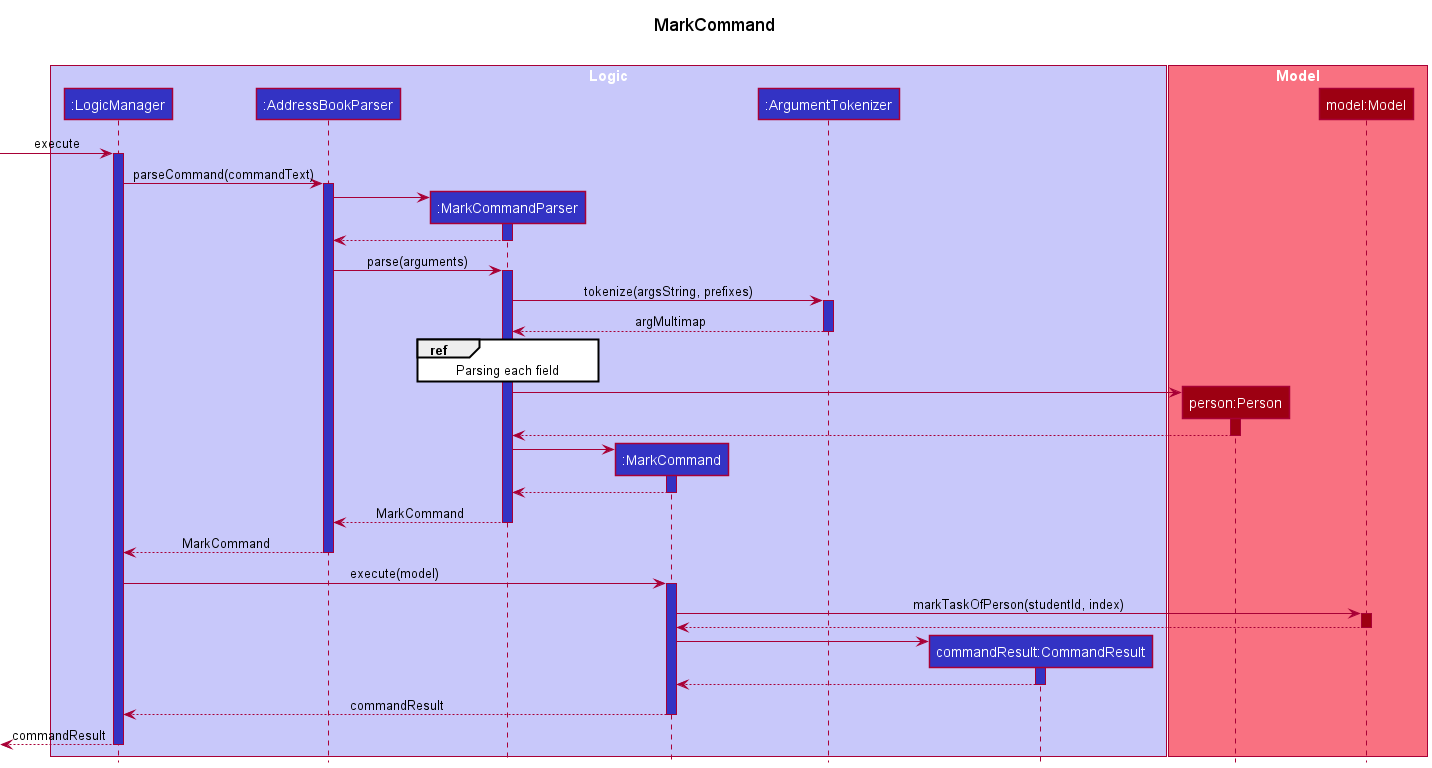 MarkCommand
Logic
Model
:LogicManager
:AddressBookParser
:ArgumentTokenizer
model:Model
execute
parseCommand(commandText)
:MarkCommandParser
parse(arguments)
tokenize(argsString, prefixes)
argMultimap
ref
Parsing each field
person:Person
:MarkCommand
MarkCommand
MarkCommand
execute(model)
markTaskOfPerson(studentId, index)
commandResult:CommandResult
commandResult
commandResult